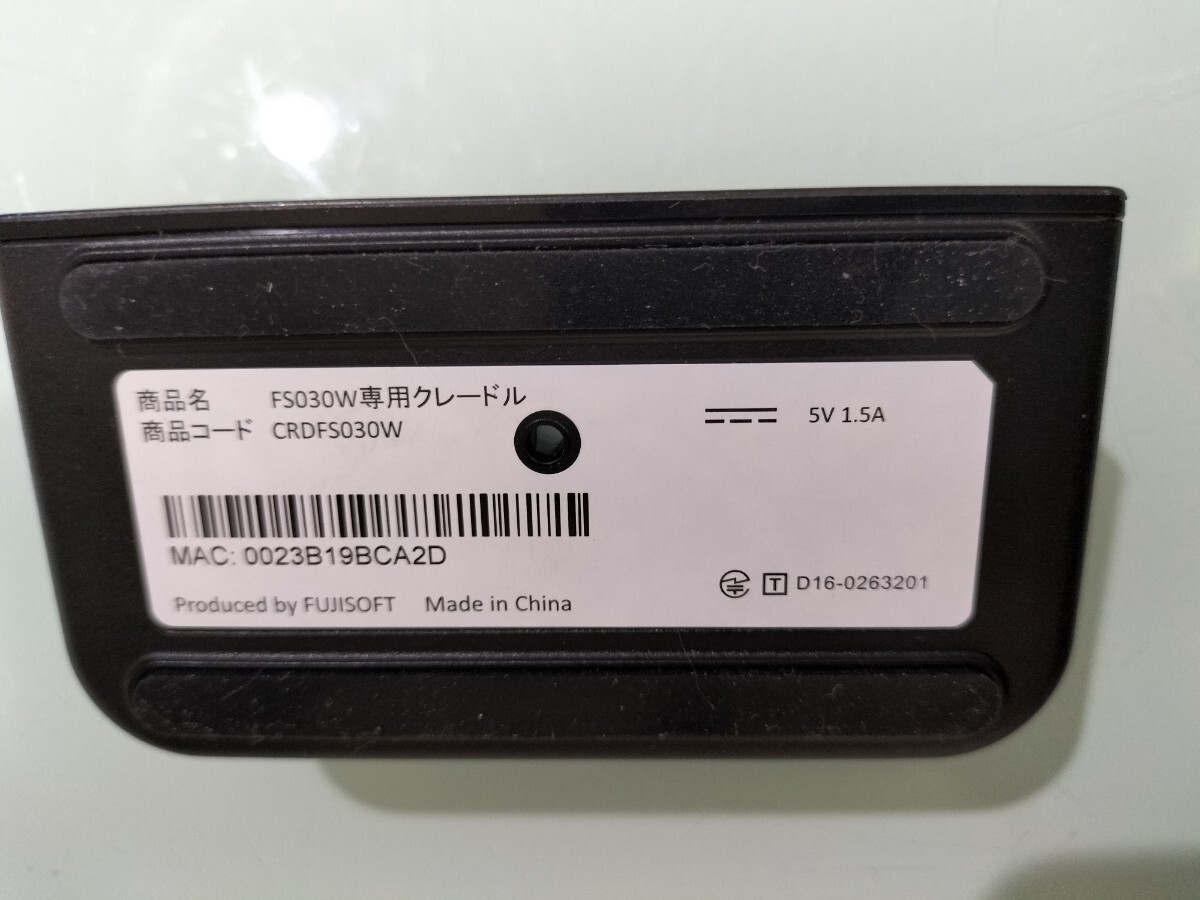 商品名 FS030W専用クレードル
商品コード CRDFS030W
5V 1.5A
MAC: 0023B19BCA2D
Produced by FUJISOFT Made in China
T D16-0263201